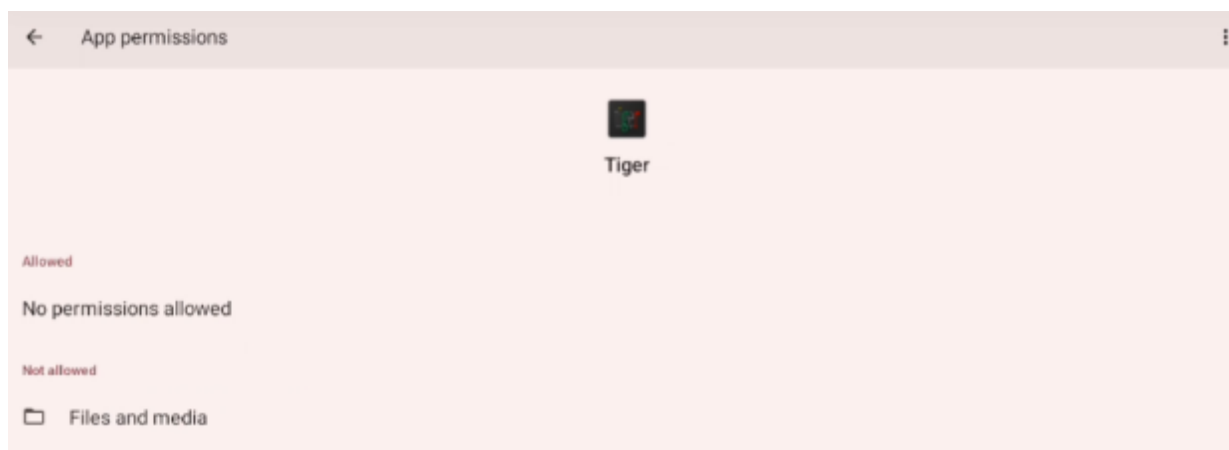 App permissions
Tiger
Allowed
No permissions allowed
Not allowed
Files and media